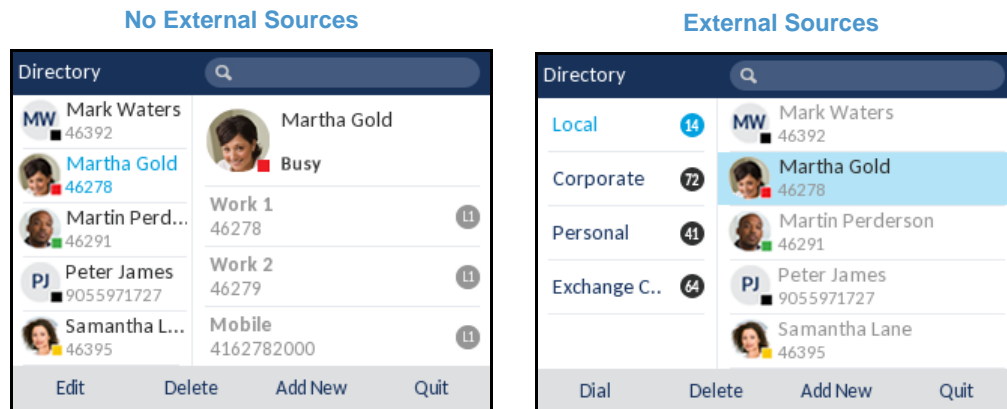 No External Sources
Directory
MW
Mark Waters
46392
Martha Gold
46278
Martin Perd...
46291
PJ
Peter James
9055971727
Samantha L...
46395
Martha Gold
Busy
Work 1
46278
L1
Work 2
46279
L1
Mobile
4162782000
L1
Edit Delete Add New Quit
External Sources
Directory
Local 14
Corporate 72
Personal 41
Exchange C.. 64
MW
Mark Waters
46392
Martha Gold
46278
Martin Perderson
46291
PJ
Peter James
9055971727
Samantha Lane
46395
Dial Delete Add New Quit